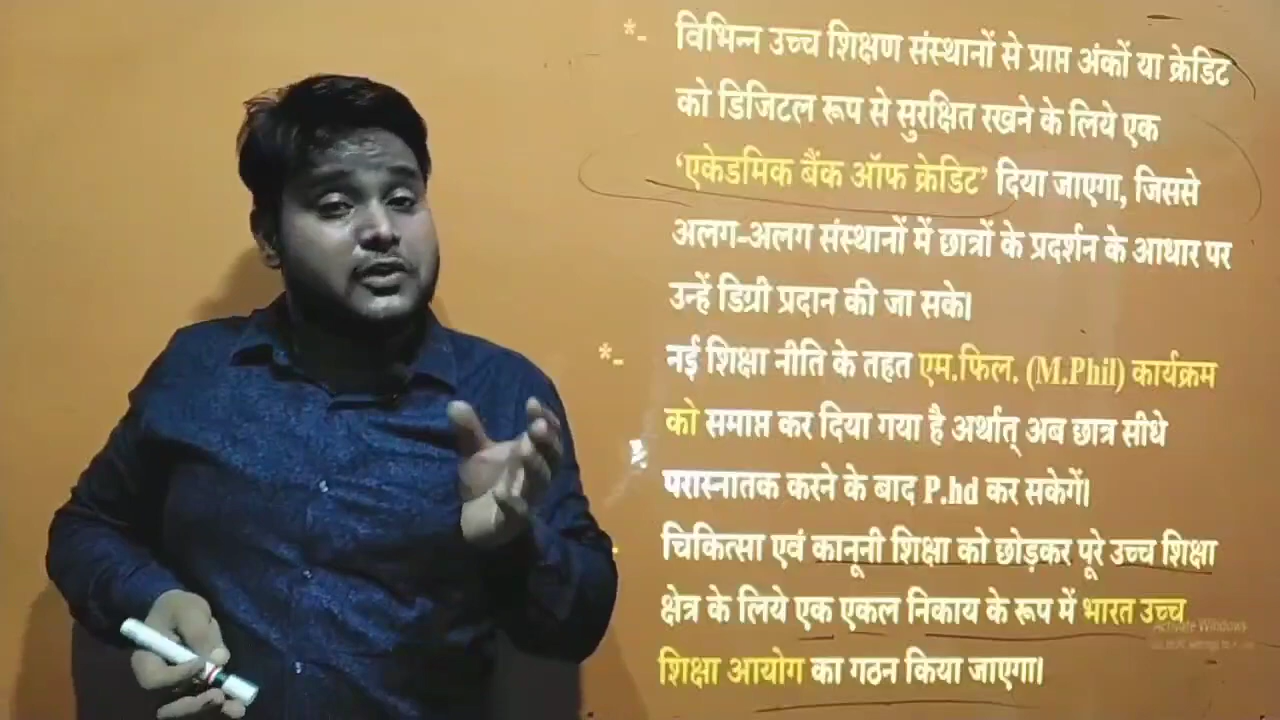 *- विभिन्न उच्च शिक्षण संस्थानों से प्राप्त अंकों या क्रेडिट
को डिजिटल रूप से सुरक्षित रखने के लिये एक
‘एकेडमिक बैंक ऑफ क्रेडिट’ दिया जाएगा, जिससे
अलग-अलग संस्थानों में छात्रों के प्रदर्शन के आधार पर
उन्हें डिग्री प्रदान की जा सके।
*- नई शिक्षा नीति के तहत एम.फिल. (M.Phil) कार्यक्रम
को समाप्त कर दिया गया है अर्थात् अब छात्र सीधे
परास्नातक करने के बाद P.hd कर सकेगें।
चिकित्सा एवं कानूनी शिक्षा को छोड़कर पूरे उच्च शिक्षा
क्षेत्र के लिये एक एकल निकाय के रूप में भारत उच्च
शिक्षा आयोग का गठन किया जाएगा।
Activate Windows